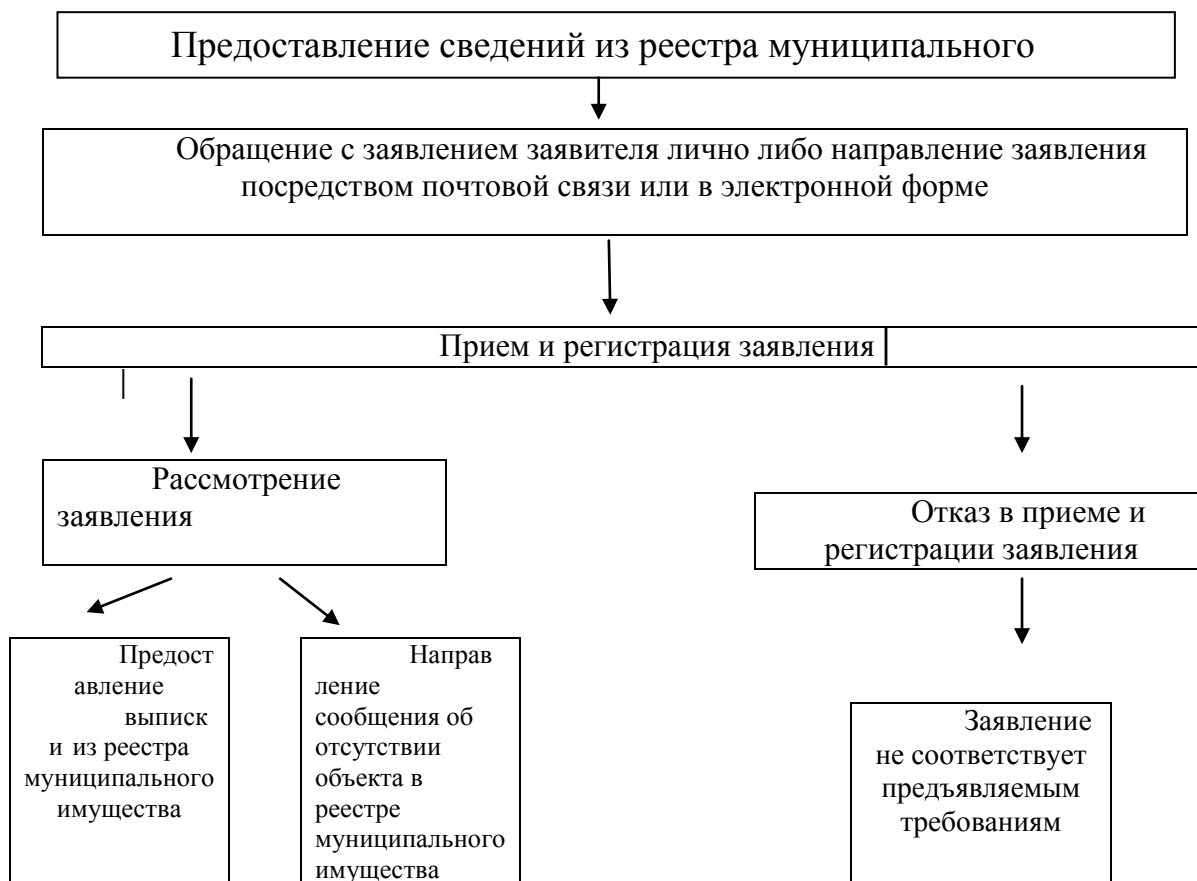 Предоставление сведений из реестра муниципального
Обращение с заявлением заявителя лично либо направление заявления
посредством почтовой связи или в электронной форме
Прием и регистрация заявления
Рассмотрение
заявления
Отказ в приеме и
регистрации заявления
Предост
авление
выписк
и из реестра
муниципального
имущества
Направ
ление
сообщения об
отсутствии
объекта в
реестре
муниципального
имущества
Заявление
не соответствует
предъявляемым
требованиям